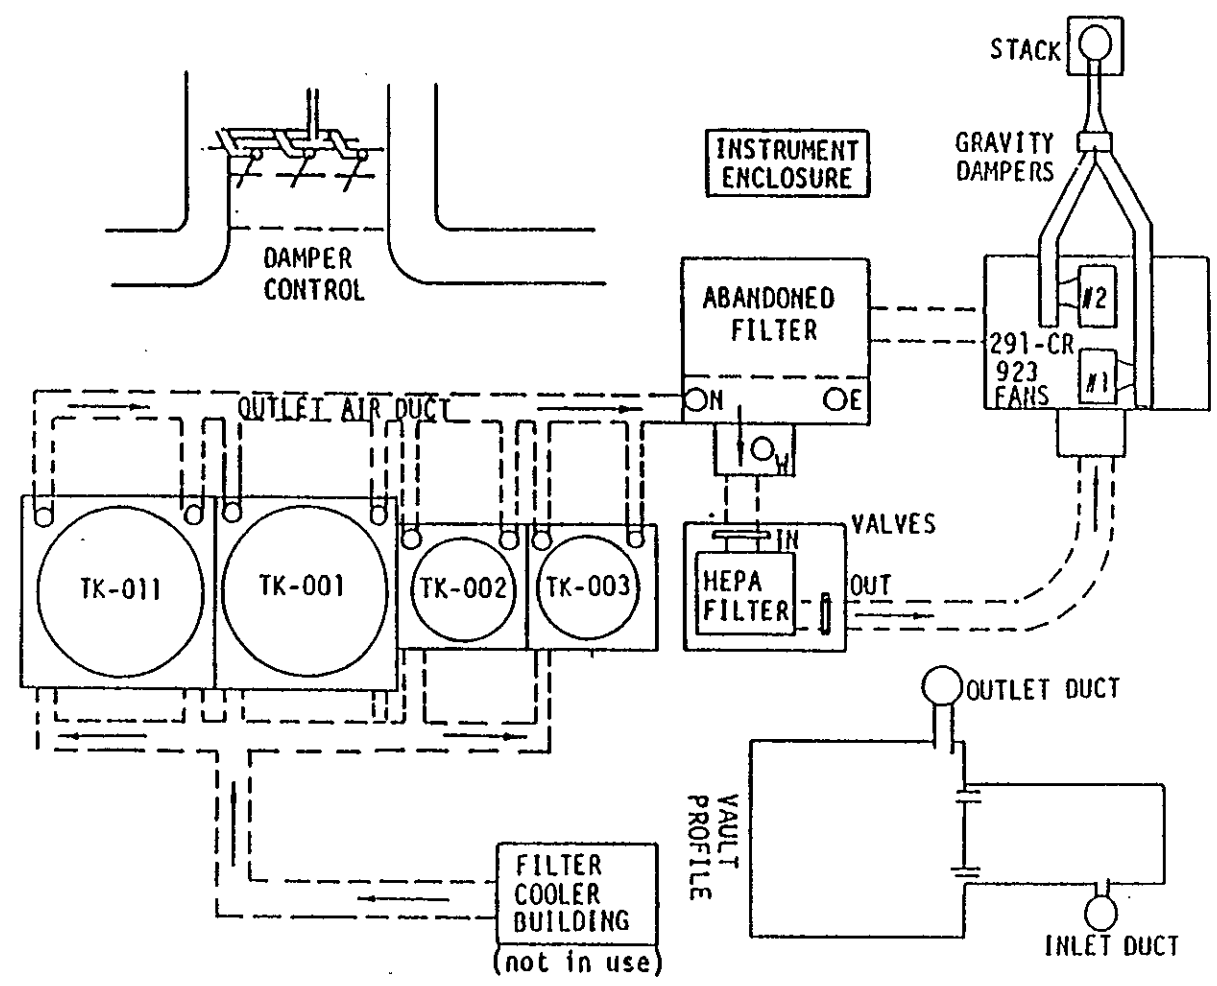 STACK
GRAVITY
DAMPERS
INSTRUMENT
ENCLOSURE
DAMPER
CONTROL
ABANDONED
FILTER
#2
291-CR
923
FANS
#1
N
E
W
OUTLET AIR DUCT
VALVES
IN
OUT
HEPA
FILTER
TK-011
TK-001
TK-002
TK-003
OUTLET DUCT
VAULT
PROFILE
INLET DUCT
FILTER
COOLER
BUILDING
(not in use)